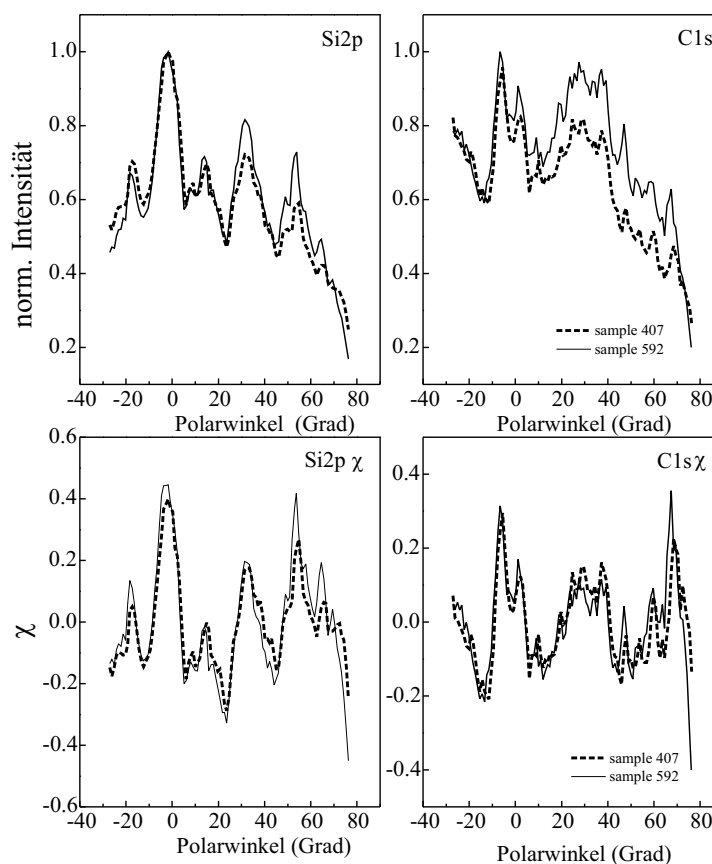 Si2p
C1s
norm. Intensität
1.0
0.8
0.6
0.4
0.2
1.0
0.8
0.6
0.4
0.2
sample 407
sample 592
-40 -20 0 20 40 60 80
-20 0 20 40 60 80
Polarwinkel (Grad)
Polarwinkel (Grad)
Si2p χ
C1s χ
χ
0.6
0.4
0.2
0.0
-0.2
-0.4
-0.6
0.4
0.2
0.0
-0.2
-0.4
sample 407
sample 592
-40 -20 0 20 40 60 80
-40 -20 0 20 40 60 80
Polarwinkel (Grad)
Polarwinkel (Grad)